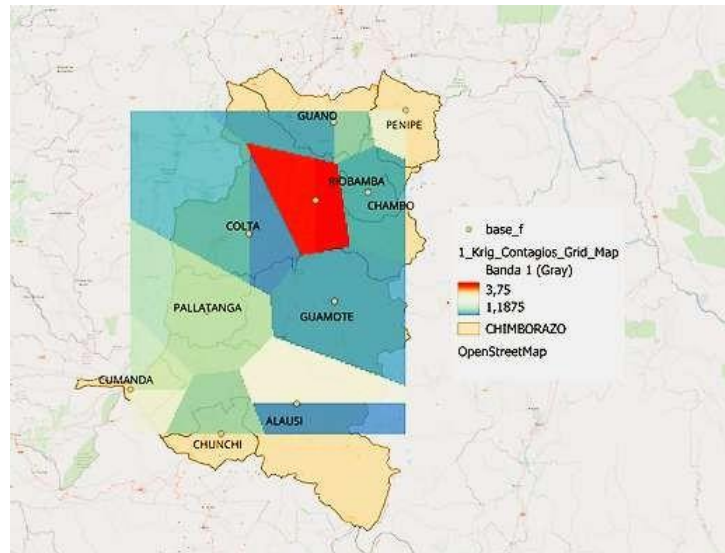 GUANO
PENIPE
RIOBAMBA
CHAMBO
COLTA
PALLATANGA
GUAMOTE
CUMANDA
ALAUSI
CHUNCHI
base_f
1_Krig_Contagios_Grid_Map
Banda 1 (Gray)
3,75
1,1875
CHIMBORAZO
OpenStreetMap